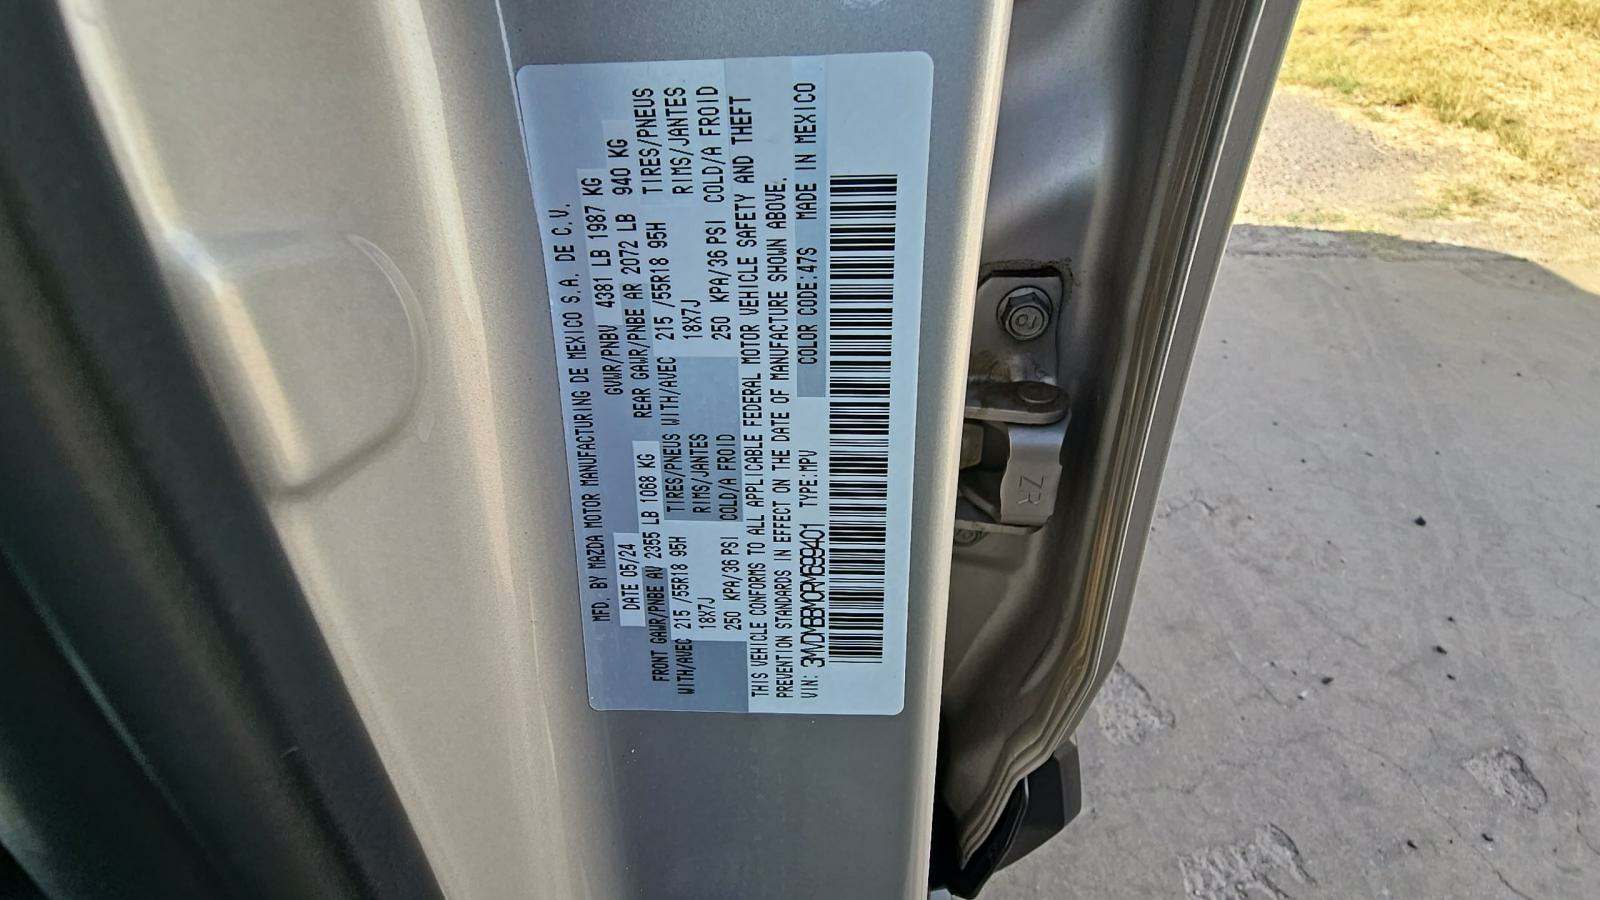 MFD. BY MAZDA MOTOR MANUFACTURING DE MEXICO S.A. DE C.V.
DATE 05/24 GVWR/PNBV 4381 LB 1987 KG
FRONT GAWR/PNBE AV 2355 LB 1068 KG REAR GAWR/PNBE AR 2072 LB 940 KG
WITH/AVEC 215 /55R18 95H TIRES/PNEUS WITH/AVEC 215 /55R18 95H TIRES/PNEUS
18X7J RIMS/JANTES 18X7J RIMS/JANTES
250 KPA/36 PSI COLD/A FROID 250 KPA/36 PSI COLD/A FROID
THIS VEHICLE CONFORMS TO ALL APPLICABLE FEDERAL MOTOR VEHICLE SAFETY AND THEFT
PREVENTION STANDARDS IN EFFECT ON THE DATE OF MANUFACTURE SHOWN ABOVE.
VIN: 3MVDMBBM0RM699401 TYPE:MPV COLOR CODE:47S MADE IN MEXICO
ZR